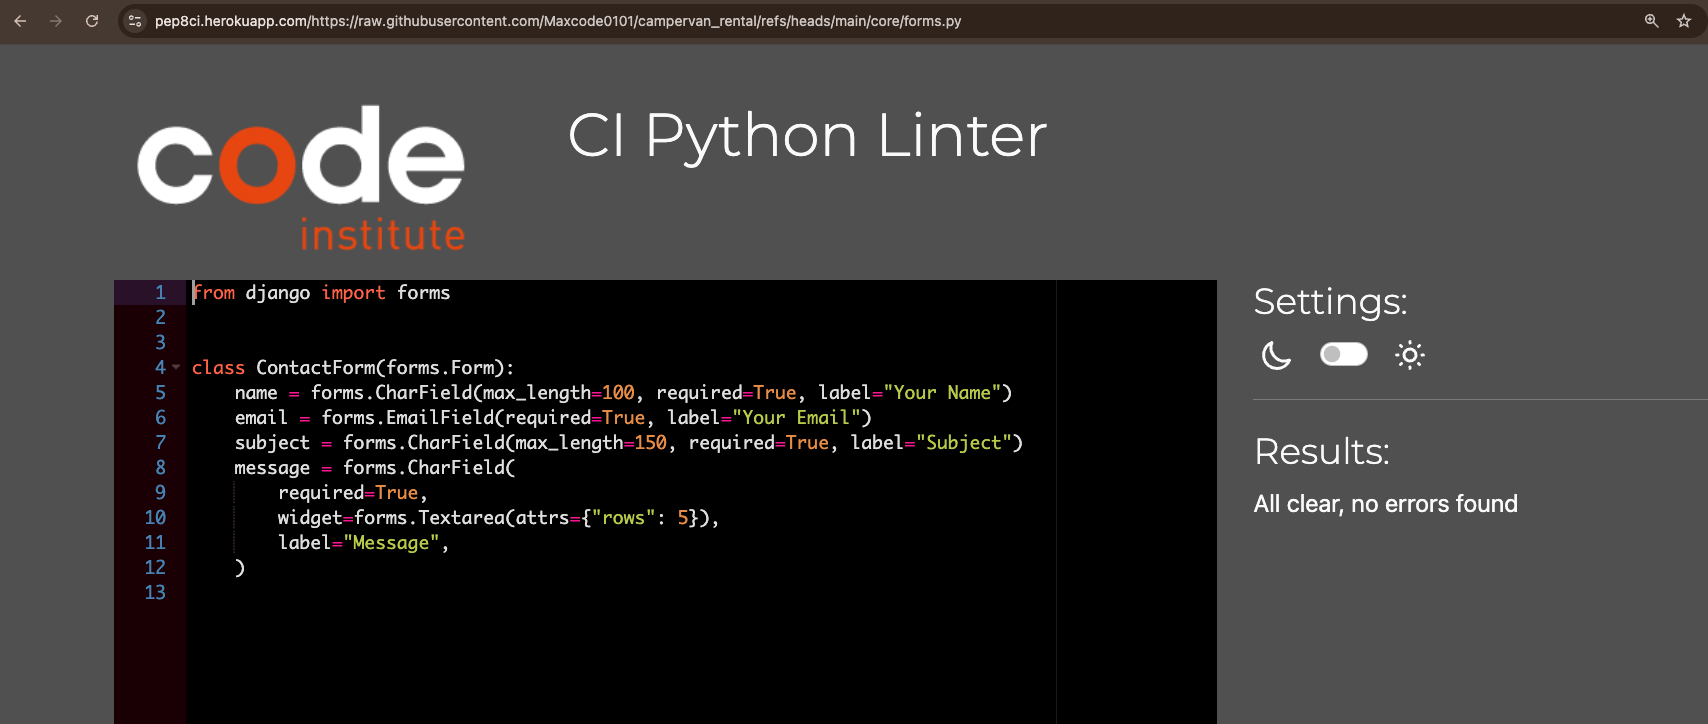 pep8ci.herokuapp.com/https://raw.githubusercontent.com/Maxcode0101/campervan_rental/refs/heads/main/core/forms.py
code
institute
CI Python Linter
1 from django import forms
2
3
4 class ContactForm(forms.Form):
5     name = forms.CharField(max_length=100, required=True, label="Your Name")
6     email = forms.EmailField(required=True, label="Your Email")
7     subject = forms.CharField(max_length=150, required=True, label="Subject")
8     message = forms.CharField(
9         required=True,
10         widget=forms.Textarea(attrs={"rows": 5}),
11         label="Message",
12     )
13
Settings:
Results:
All clear, no errors found